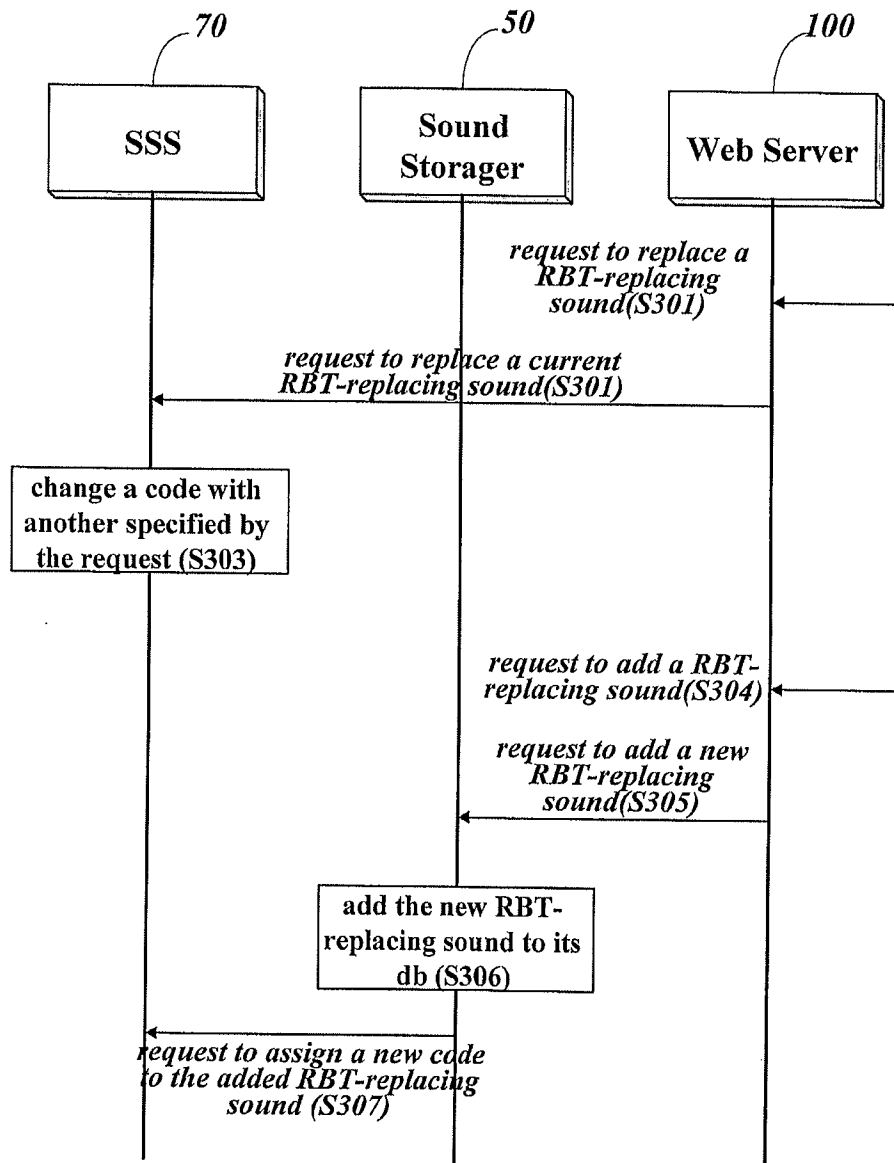 70
50
100
SSS
Sound
Storager
Web Server
request to replace a
RBT-replacing
sound(S301)
request to replace a current
RBT-replacing sound(S301)
change a code with
another specified by
the request (S303)
request to add a RBT-
replacing sound(S304)
request to add a new
RBT-replacing
sound(S305)
add the new RBT-
replacing sound to its
db (S306)
request to assign a new code
to the added RBT-replacing
sound (S307)